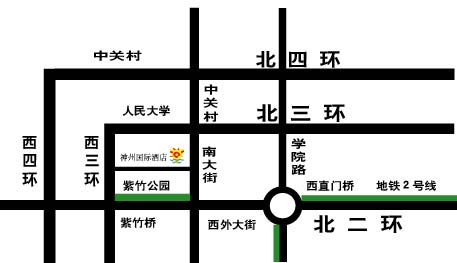 中关村
北四环
中关村
人民大学
北三环
西四环
西三环
神州国际酒店
南大街
学院路
紫竹公园
西直门桥
地铁2号线
紫竹桥
西外大街
北二环